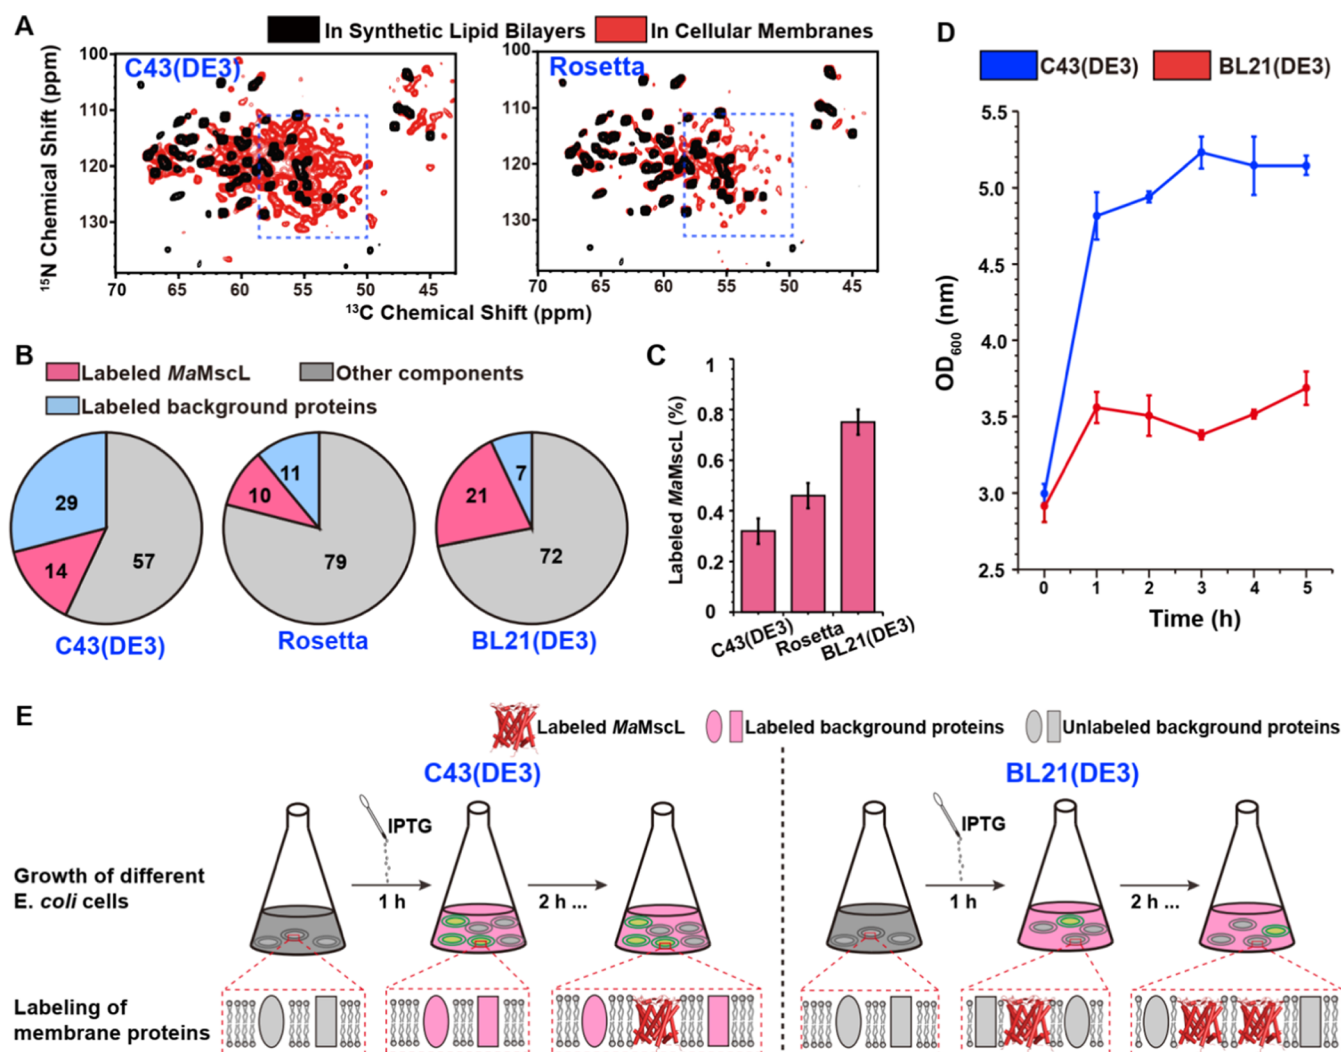 A
In Synthetic Lipid Bilayers
In Cellular Membranes
C43(DE3)
Rosetta
100
110
120
130
100
110
120
130
15N Chemical Shift (ppm)
70 65 60 55 50 45
70 65 60 55 50 45
13C Chemical Shift (ppm)
B
Labeled MaMscL
Other components
Labeled background proteins
29
14
57
C43(DE3)
11
10
79
Rosetta
7
21
72
BL21(DE3)
C
Labeled MaMscL (%)
1
0.8
0.6
0.4
0.2
0
C43(DE3)
Rosetta
BL21(DE3)
D
C43(DE3)
BL21(DE3)
OD600 (nm)
5.5
5.0
4.5
4.0
3.5
3.0
2.5
0 1 2 3 4 5
Time (h)
E
Labeled MaMscL
Labeled background proteins
Unlabeled background proteins
C43(DE3)
BL21(DE3)
Growth of different
E. coli cells
IPTG
1 h
2 h ...
IPTG
1 h
2 h ...
Labeling of
membrane proteins